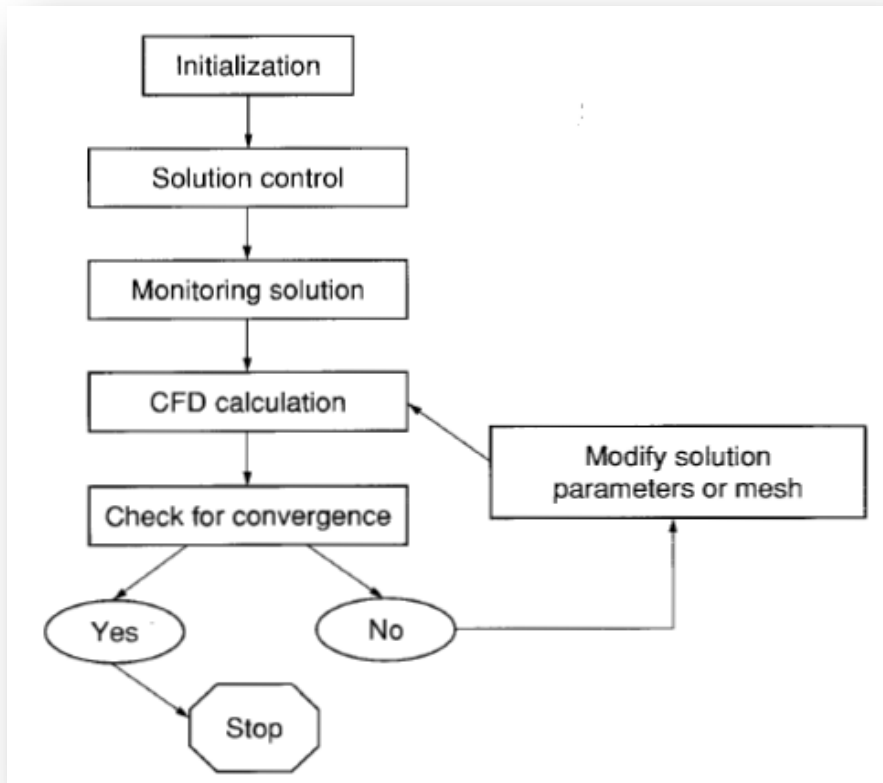 Initialization
Solution control
Monitoring solution
CFD calculation
Modify solution
parameters or mesh
Check for convergence
Yes
No
Stop